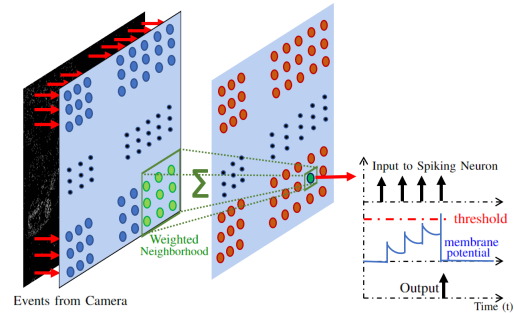 Input to Spiking Neuron
threshold
membrane
potential
Σ
Weighted
Neighborhood
Output
Events from Camera
Time (t)